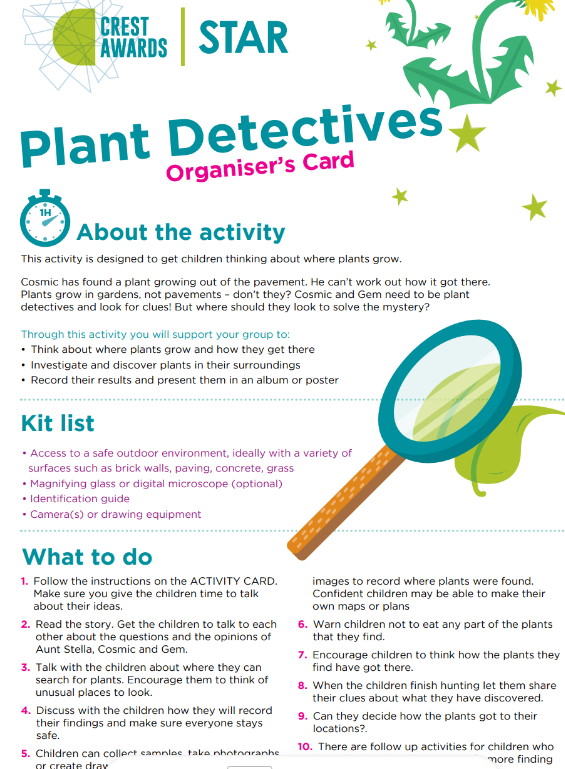 CREST
AWARDS
STAR
Plant Detectives
Organiser's Card
1H
About the activity
This activity is designed to get children thinking about where plants grow.
Cosmic has found a plant growing out of the pavement. He can't work out how it got there.
Plants grow in gardens, not pavements – don't they? Cosmic and Gem need to be plant
detectives and look for clues! But where should they look to solve the mystery?
Through this activity you will support your group to:
• Think about where plants grow and how they get there
• Investigate and discover plants in their surroundings
• Record their results and present them in an album or poster
Kit list
• Access to a safe outdoor environment, ideally with a variety of
surfaces such as brick walls, paving, concrete, grass
• Magnifying glass or digital microscope (optional)
• Identification guide
• Camera(s) or drawing equipment
What to do
1. Follow the instructions on the ACTIVITY CARD.
Make sure you give the children time to talk
about their ideas.
2. Read the story. Get the children to talk to each
other about the questions and the opinions of
Aunt Stella, Cosmic and Gem.
3. Talk with the children about where they can
search for plants. Encourage them to think of
unusual places to look.
4. Discuss with the children how they will record
their findings and make sure everyone stays
safe.
5. Children can collect samples, take photographs
or create draw
images to record where plants were found.
Confident children may be able to make their
own maps or plans
6. Warn children not to eat any part of the plants
that they find.
7. Encourage children to think how the plants they
find have got there.
8. When the children finish hunting let them share
their clues about what they have discovered.
9. Can they decide how the plants got to their
locations?.
10. There are follow up activities for children who
more finding